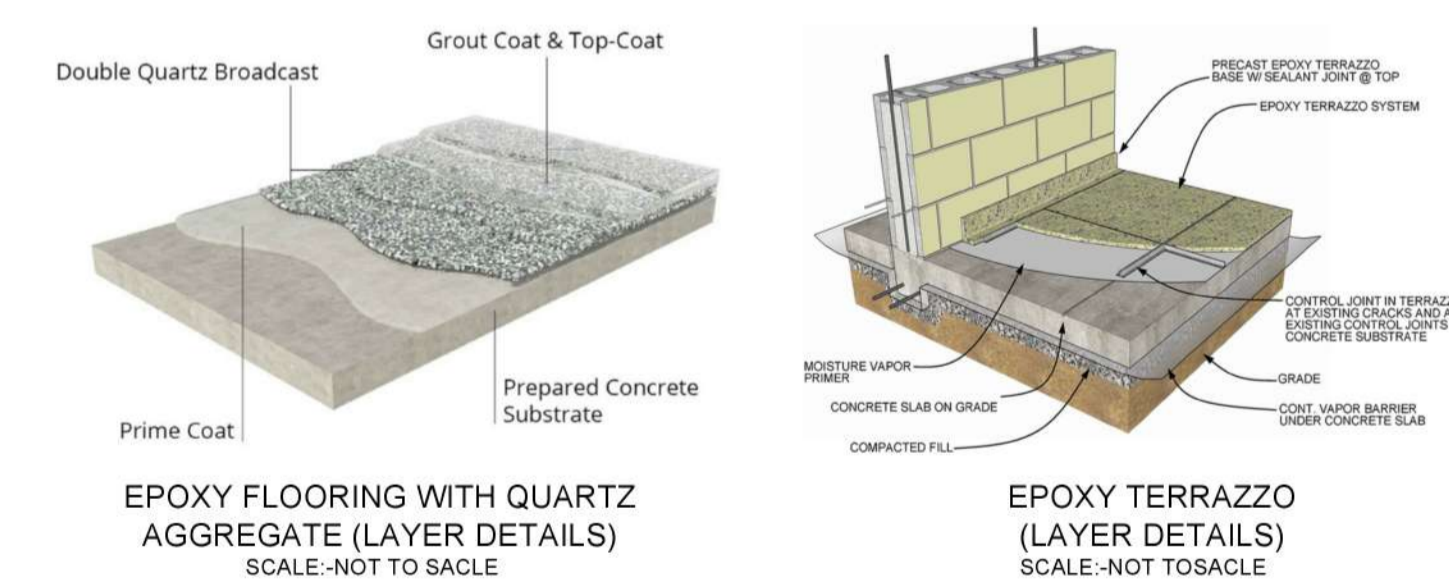 Grout Coat & Top-Coat
Double Quartz Broadcast
Prepared Concrete
Substrate
Prime Coat
EPOXY FLOORING WITH QUARTZ
AGGREGATE (LAYER DETAILS)
SCALE:-NOT TO SACLE
PRECAST EPOXY TERRAZZO
BASE W/ SEALANT JOINT @ TOP
EPOXY TERRAZZO SYSTEM
CONTROL JOINT IN TERRAZZ
AT EXISTING CRACKS AND A
EXISTING CONTROL JOINTS
CONCRETE SUBSTRATE
MOISTURE VAPOR
PRIMER
GRADE
CONCRETE SLAB ON GRADE
CONT. VAPOR BARRIER
UNDER CONCRETE SLAB
COMPACTED FILL
EPOXY TERRAZZO
(LAYER DETAILS)
SCALE:-NOT TOSACLE